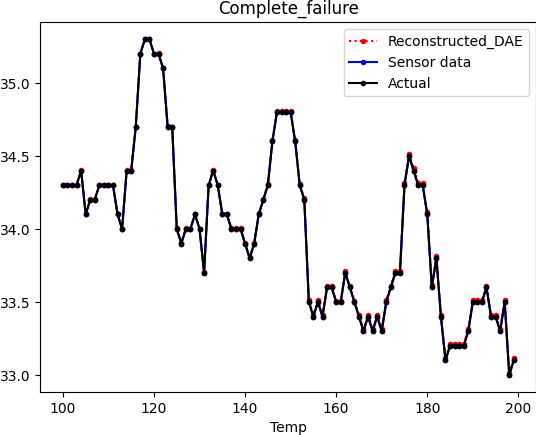 Complete_failure
Reconstructed_DAE
Sensor data
Actual
35.0
34.5
34.0
33.5
33.0
100 120 140 160 180 200
Temp